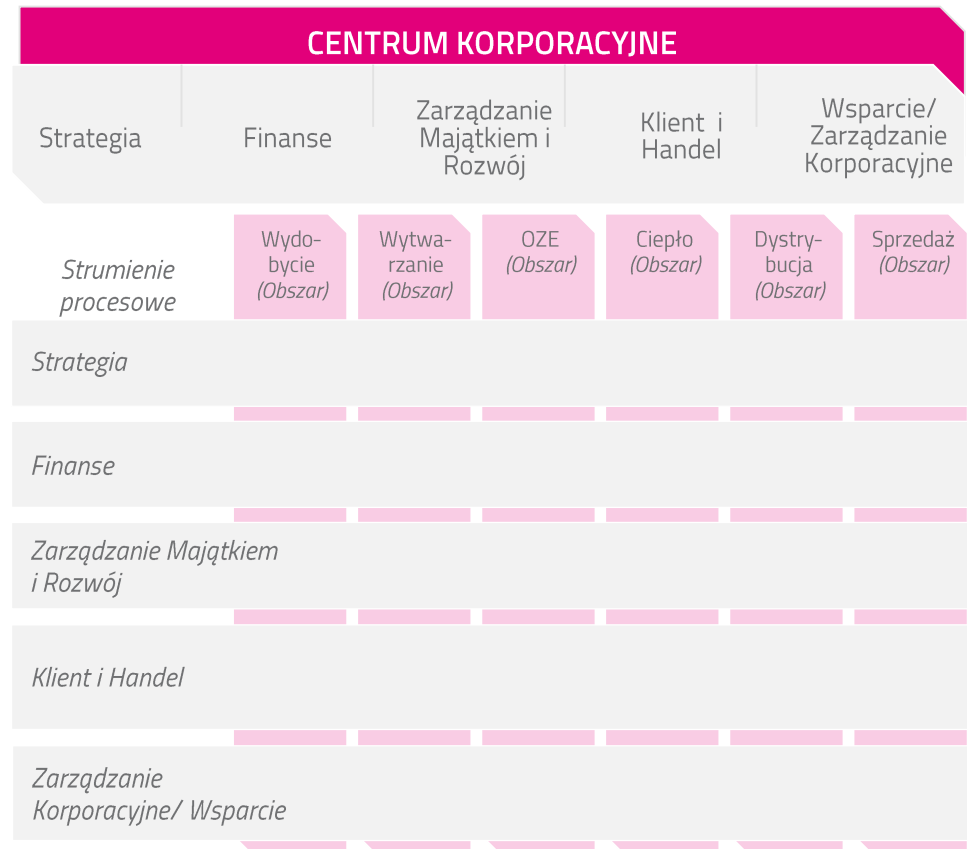 CENTRUM KORPORACYJNE
Strategia
Finanse
Zarządzanie
Majątkiem i
Rozwój
Klient i
Handel
Wsparcie/
Zarządzanie
Korporacyjne
Strumienie
procesowe
Wydo-
bycie
(Obszar)
Wytwa-
rzanie
(Obszar)
OZE
(Obszar)
Ciepło
(Obszar)
Dystry-
bucja
(Obszar)
Sprzedaż
(Obszar)
Strategia
Finanse
Zarządzanie Majątkiem
i Rozwój
Klient i Handel
Zarządzanie
Korporacyjne/ Wsparcie